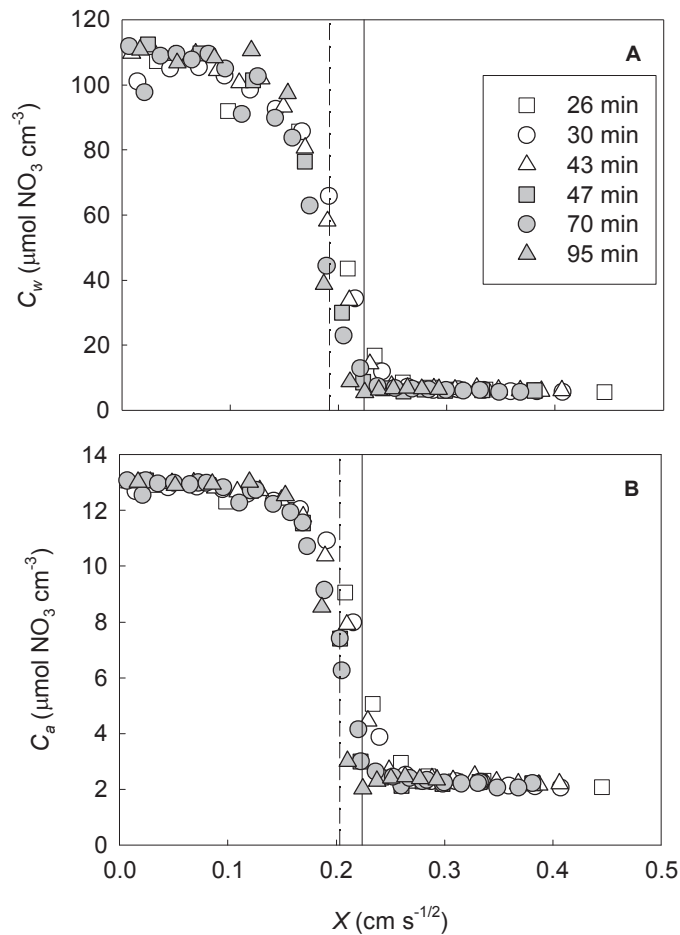 120
100
80
60
40
20
0
C_w (μmol NO₃ cm⁻³)
A
26 min
30 min
43 min
47 min
70 min
95 min
14
12
10
8
6
4
2
0
C_a (μmol NO₃ cm⁻³)
B
0.0 0.1 0.2 0.3 0.4 0.5
X (cm s⁻¹/²)